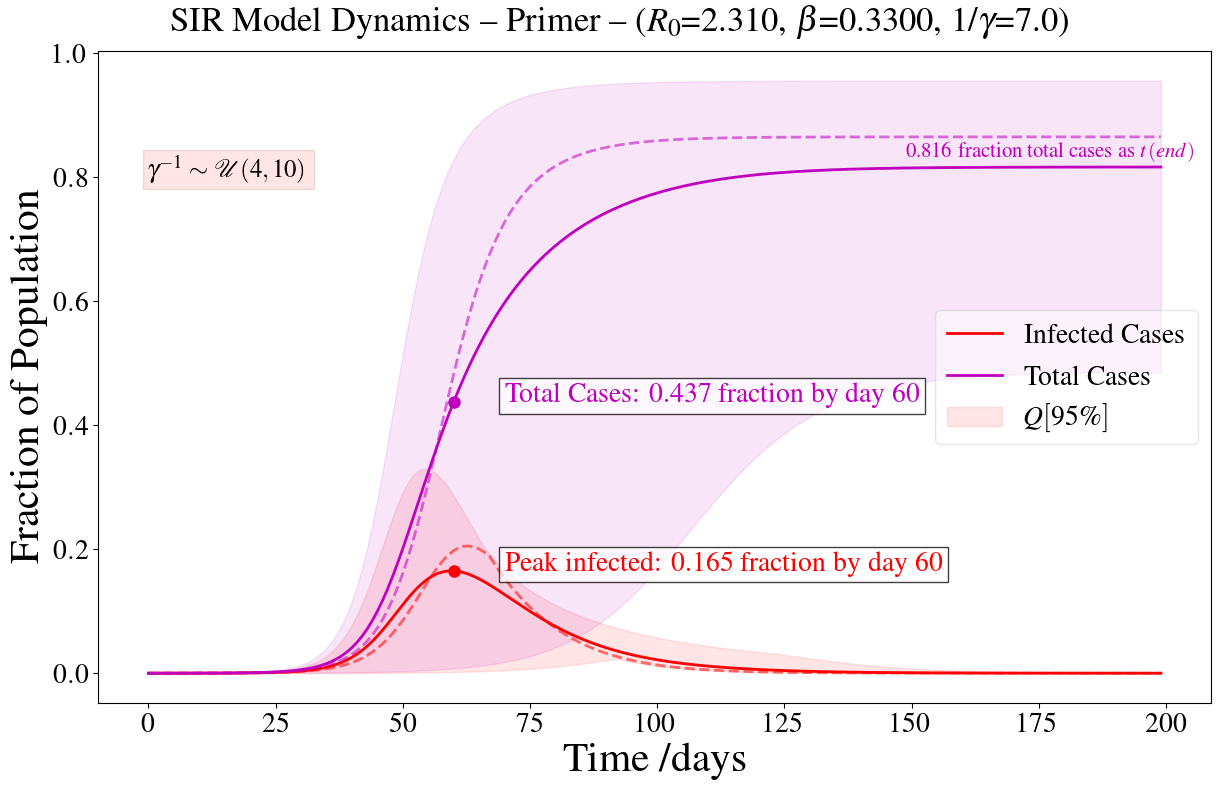 SIR Model Dynamics – Primer – (R₀=2.310, β=0.3300, 1/γ=7.0)
Fraction of Population
1.0
0.8
0.6
0.4
0.2
0.0
γ⁻¹ ∼ 𝒰 (4, 10)
0.816 fraction total cases as t(end)
Infected Cases
Total Cases
Q[95%]
Total Cases: 0.437 fraction by day 60
Peak infected: 0.165 fraction by day 60
0 25 50 75 100 125 150 175 200
Time /days